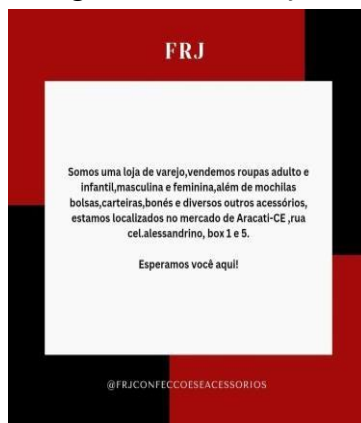 FRJ
Somos uma loja de varejo,vendemos roupas adulto e
infantil,masculina e feminina,além de mochilas
bolsas,carteiras,bonés e diversos outros acessórios,
estamos localizados no mercado de Aracati-CE ,rua
cel.alessandrino, box 1 e 5.
Esperamos você aqui!
@FRJCONFECCOESEACESSORIOS